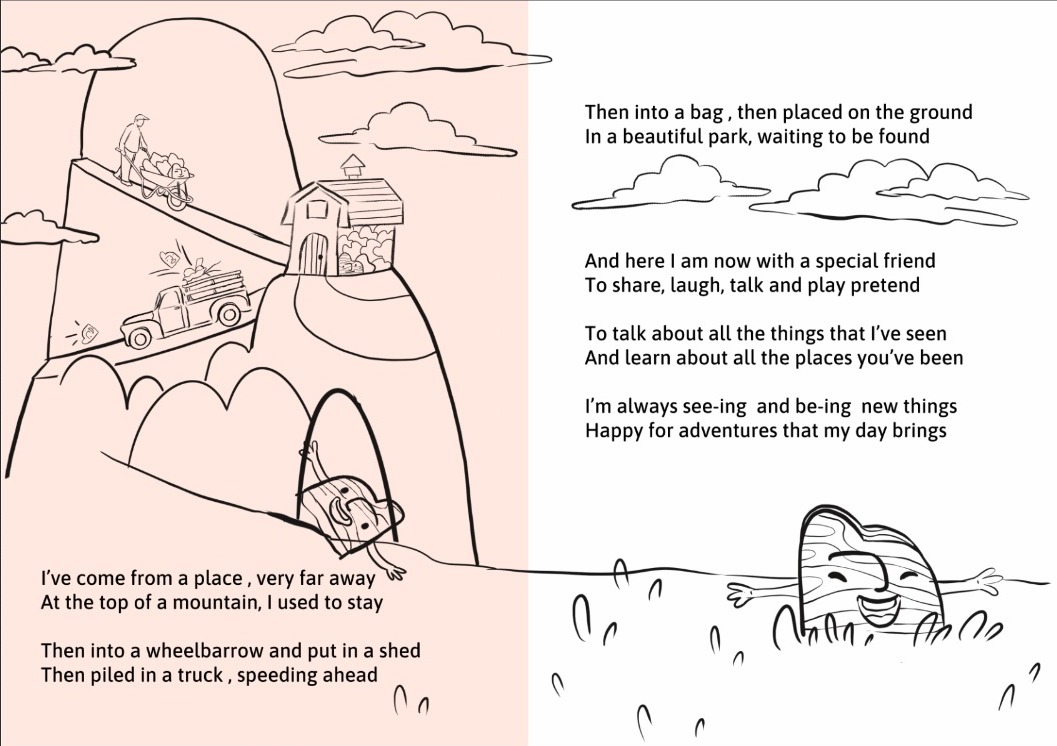 I've come from a place , very far away
At the top of a mountain, I used to stay
Then into a wheelbarrow and put in a shed
Then piled in a truck , speeding ahead
Then into a bag , then placed on the ground
In a beautiful park, waiting to be found
And here I am now with a special friend
To share, laugh, talk and play pretend
To talk about all the things that I've seen
And learn about all the places you've been
I'm always see-ing  and be-ing  new things
Happy for adventures that my day brings